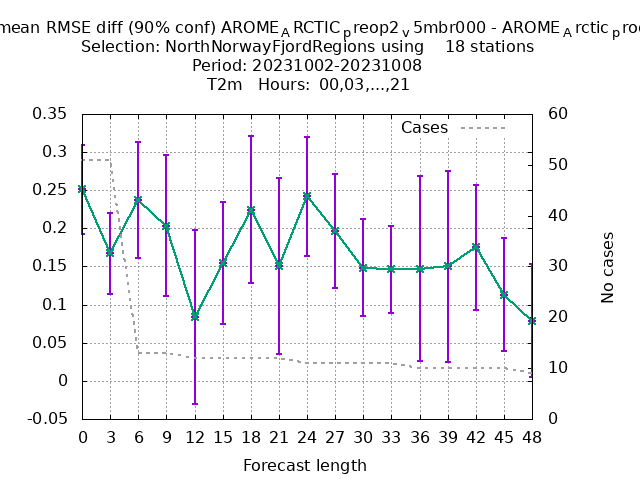 mean RMSE diff (90% conf) AROME_ARCTIC_preop2_v5mbr000 - AROME_Arctic_pro
Selection: NorthNorwayFjordRegions using 18 stations
Period: 20231002-20231008
T2m Hours: 00,03,...,21
Cases
0.35
0.3
0.25
0.2
0.15
0.1
0.05
0
-0.05
60
50
40
30
20
10
0
No cases
0 3 6 9 12 15 18 21 24 27 30 33 36 39 42 45 48
Forecast length